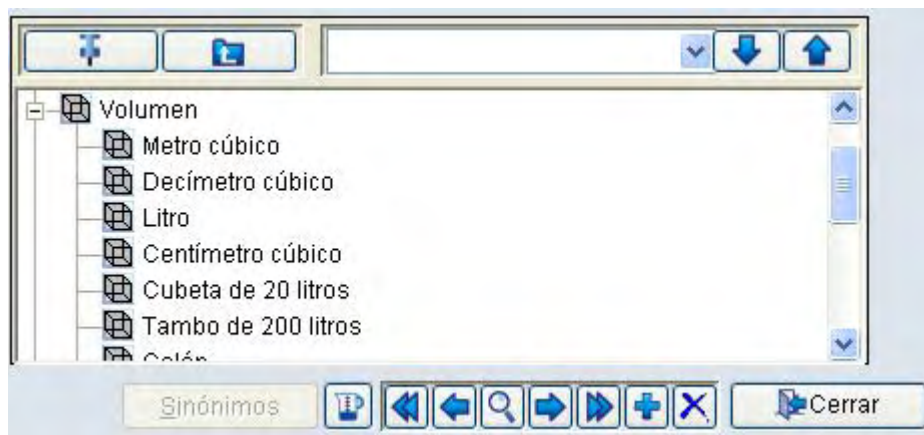 Volumen
Metro cúbico
Decímetro cúbico
Litro
Centímetro cúbico
Cubeta de 20 litros
Tambo de 200 litros
Sinónimos
Cerrar